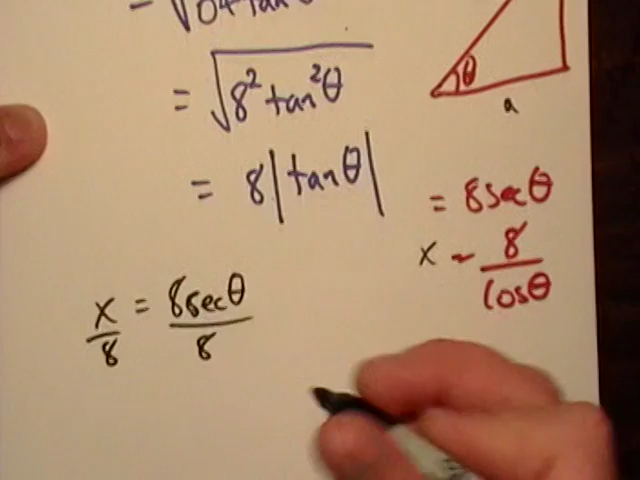 = √8² tan²θ
= 8|tanθ|
θ
a
= 8secθ
x = 8/cosθ
x/8 = 8secθ/8